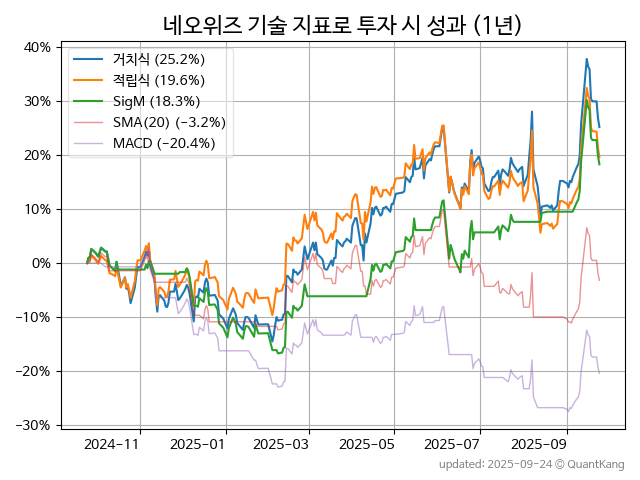 네오위즈 기술 지표로 투자 시 성과 (1년)
40%
30%
20%
10%
0%
−10%
−20%
−30%
거치식 (25.2%)
적립식 (19.6%)
SigM (18.3%)
SMA(20) (−3.2%)
MACD (−20.4%)
2024-11
2025-01
2025-03
2025-05
2025-07
2025-09
updated: 2025-09-24 © QuantKang